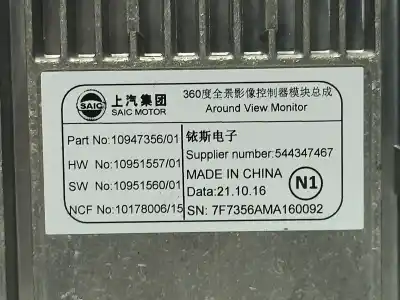 SAIC
上汽集团
SAIC MOTOR
360度全景影像控制器模块总成
Around View Monitor
Part No:10947356/01
HW No:10951557/01
SW No:10951560/01
NCF No:10178006/15
铱斯电子
Supplier number:544347467
MADE IN CHINA
Data:21.10.16
N1
SN: 7F7356AMA160092